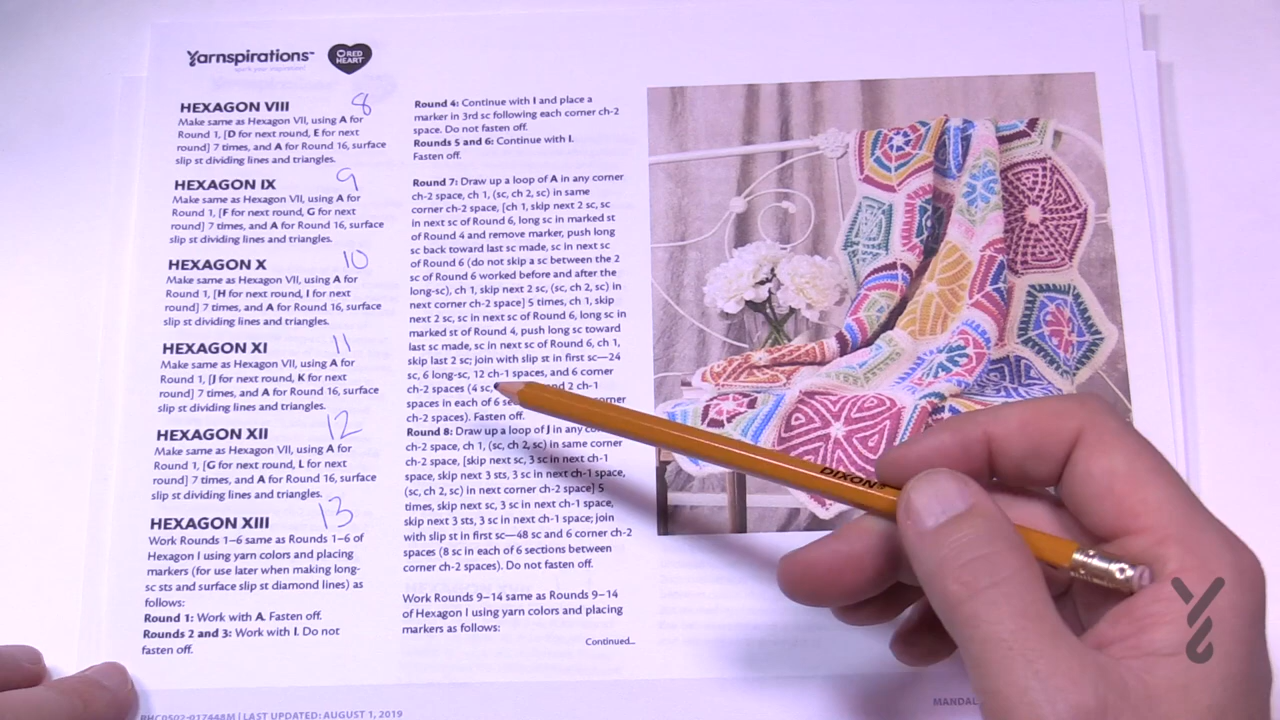 Yarnspirations™
spark your inspiration!
RED
HEART
HEXAGON VIII 8
Make same as Hexagon VII, using A for
Round 1, [D for next round, E for next
round] 7 times, and A for Round 16, surface
slip st dividing lines and triangles.
HEXAGON IX 9
Make same as Hexagon VII, using A for
Round 1, [F for next round, G for next
round] 7 times, and A for Round 16, surface
slip st dividing lines and triangles.
HEXAGON X 10
Make same as Hexagon VII, using A for
Round 1, [H for next round, I for next
round] 7 times, and A for Round 16, surface
slip st dividing lines and triangles.
HEXAGON XI 11
Make same as Hexagon VII, using A for
Round 1, [J for next round, K for next
round] 7 times, and A for Round 16, surface
slip st dividing lines and triangles.
HEXAGON XII 12
Make same as Hexagon VII, using A for
Round 1, [G for next round, L for next
round] 7 times, and A for Round 16, surface
slip st dividing lines and triangles.
HEXAGON XIII 13
Work Rounds 1–6 same as Rounds 1–6 of
Hexagon I using yarn colors and placing
markers (for use later when making long-
sc sts and surface slip st diamond lines) as
follows:
Round 1: Work with A. Fasten off.
Rounds 2 and 3: Work with I. Do not
fasten off.
Round 4: Continue with I and place a
marker in 3rd sc following each corner ch-2
space. Do not fasten off.
Rounds 5 and 6: Continue with I.
Fasten off.
Round 7: Draw up a loop of A in any corner
ch-2 space, ch 1, (sc, ch 2, sc) in same
corner ch-2 space, [ch 1, skip next 2 sc, sc
in next sc of Round 6, long sc in marked st
of Round 4 and remove marker, push long
sc back toward last sc made, sc in next sc
of Round 6 (do not skip a sc between the 2
sc of Round 6 worked before and after the
long-sc), ch 1, skip next 2 sc, (sc, ch 2, sc) in
next corner ch-2 space] 5 times, ch 1, skip
next 2 sc, sc in next sc of Round 6, long sc in
marked st of Round 4, push long sc toward
last sc made, sc in next sc of Round 6, ch 1,
skip last 2 sc; join with slip st in first sc—24
sc, 6 long-sc, 12 ch-1 spaces, and 6 corner
ch-2 spaces (4 sc, and 2 ch-1
spaces in each of 6 corner
ch-2 spaces). Fasten off.
Round 8: Draw up a loop of J in any
ch-2 space, ch 1, (sc, ch 2, sc) in same corner
ch-2 space, [skip next sc, 3 sc in next ch-1
space, skip next 3 sts, 3 sc in next ch-1 space,
(sc, ch 2, sc) in next corner ch-2 space] 5
times, skip next sc, 3 sc in next ch-1 space,
skip next 3 sts, 3 sc in next ch-1 space; join
with slip st in first sc—48 sc and 6 corner ch-2
spaces (8 sc in each of 6 sections between
corner ch-2 spaces). Do not fasten off.
Work Rounds 9–14 same as Rounds 9–14
of Hexagon I using yarn colors and placing
markers as follows:
Continued...
DIXON®
RHC0502-017448M | LAST UPDATED: AUGUST 1, 2019